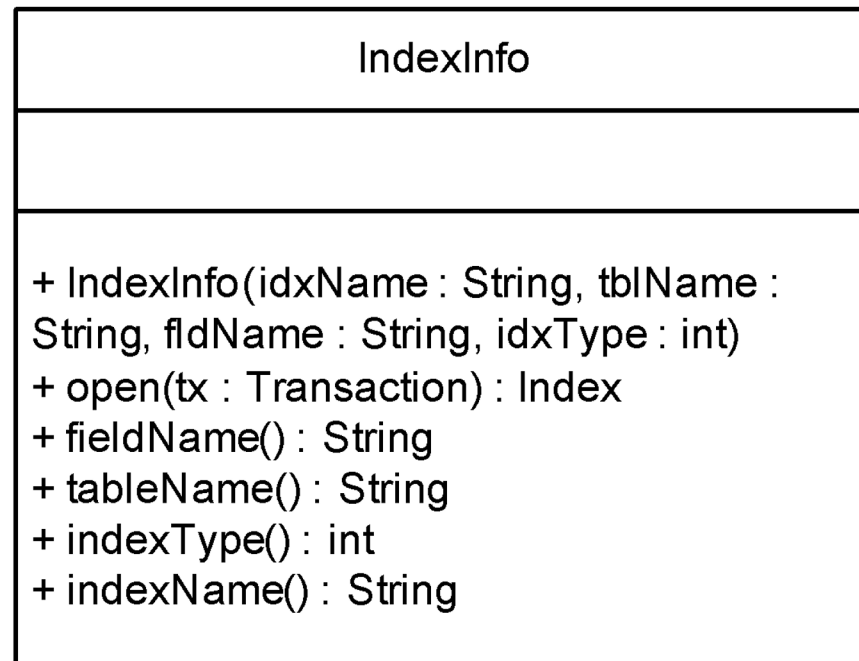 IndexInfo
+ IndexInfo(idxName : String, tblName :
String, fldName : String, idxType : int)
+ open(tx : Transaction) : Index
+ fieldName() : String
+ tableName() : String
+ indexType() : int
+ indexName() : String